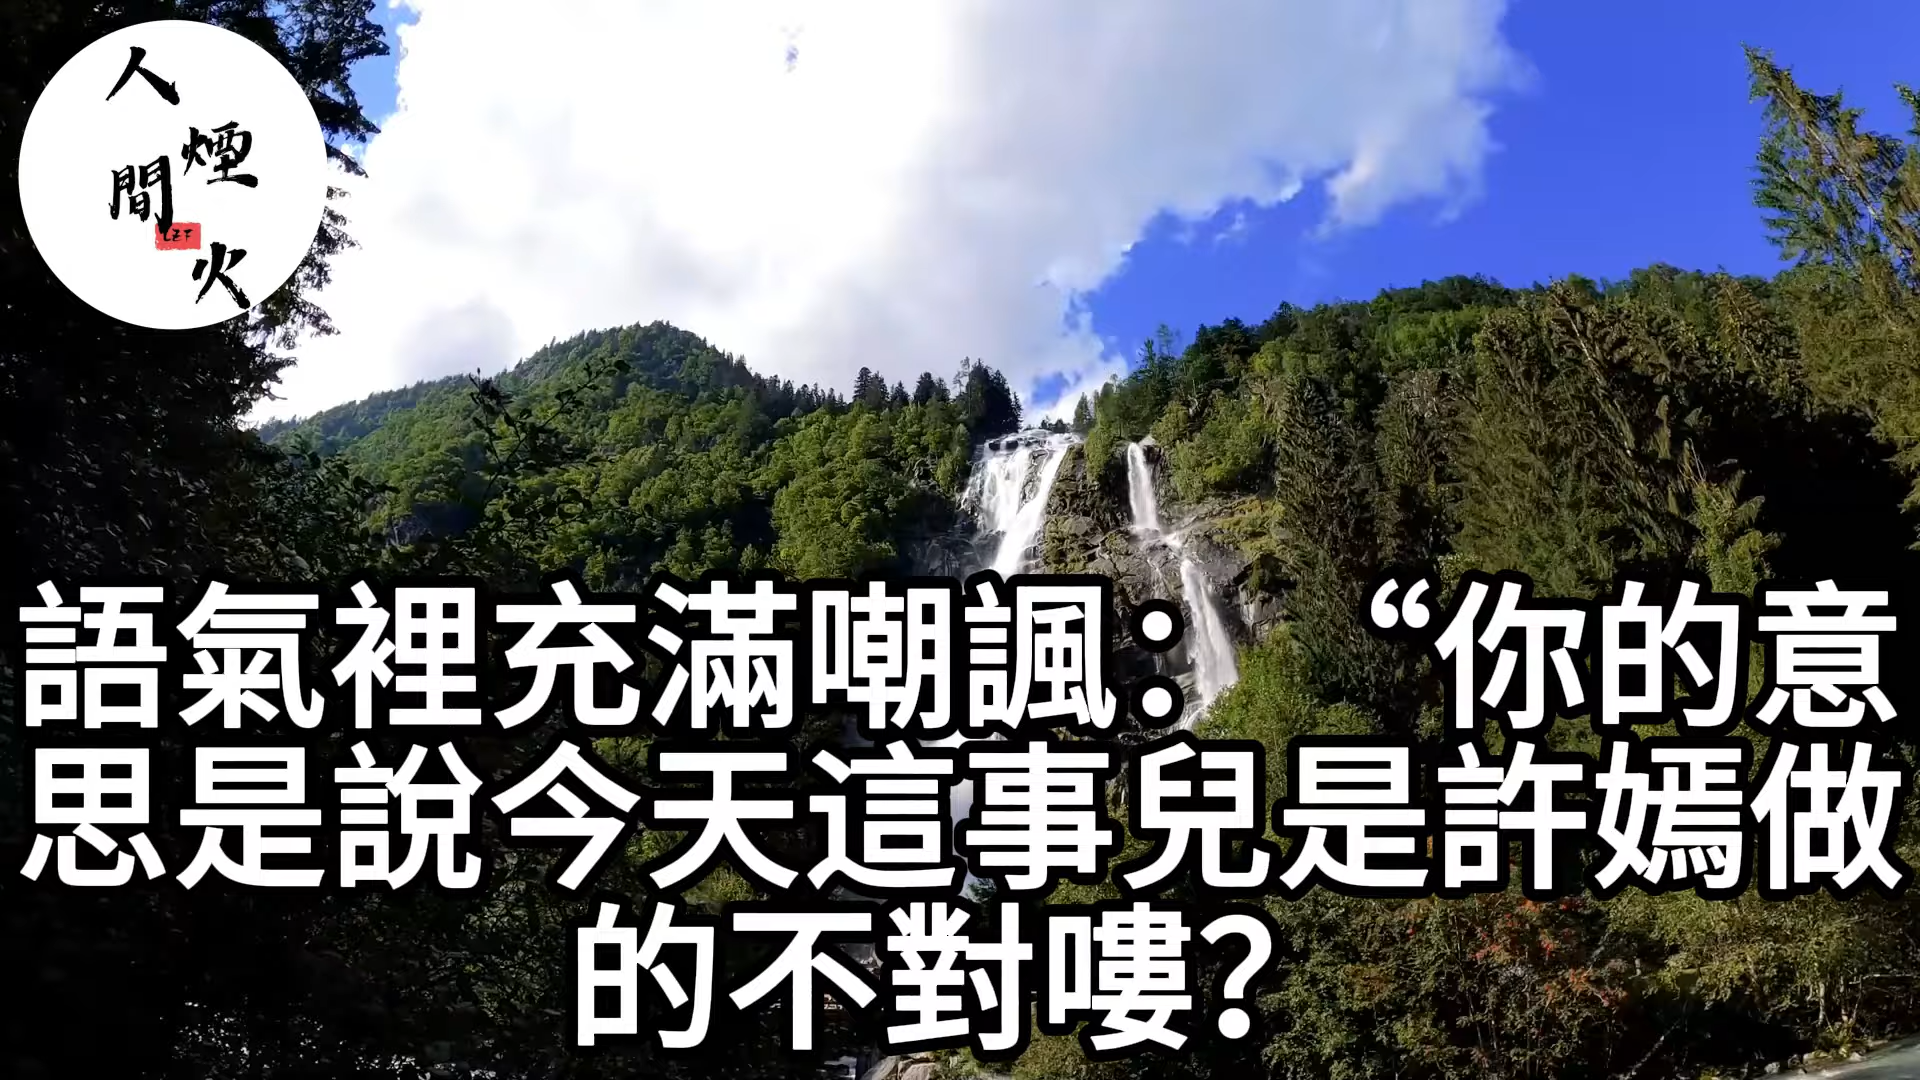 人間煙火
LZF
語氣裡充滿嘲諷：“你的意
思是說今天這事兒是許嫣做
的不對嘍？